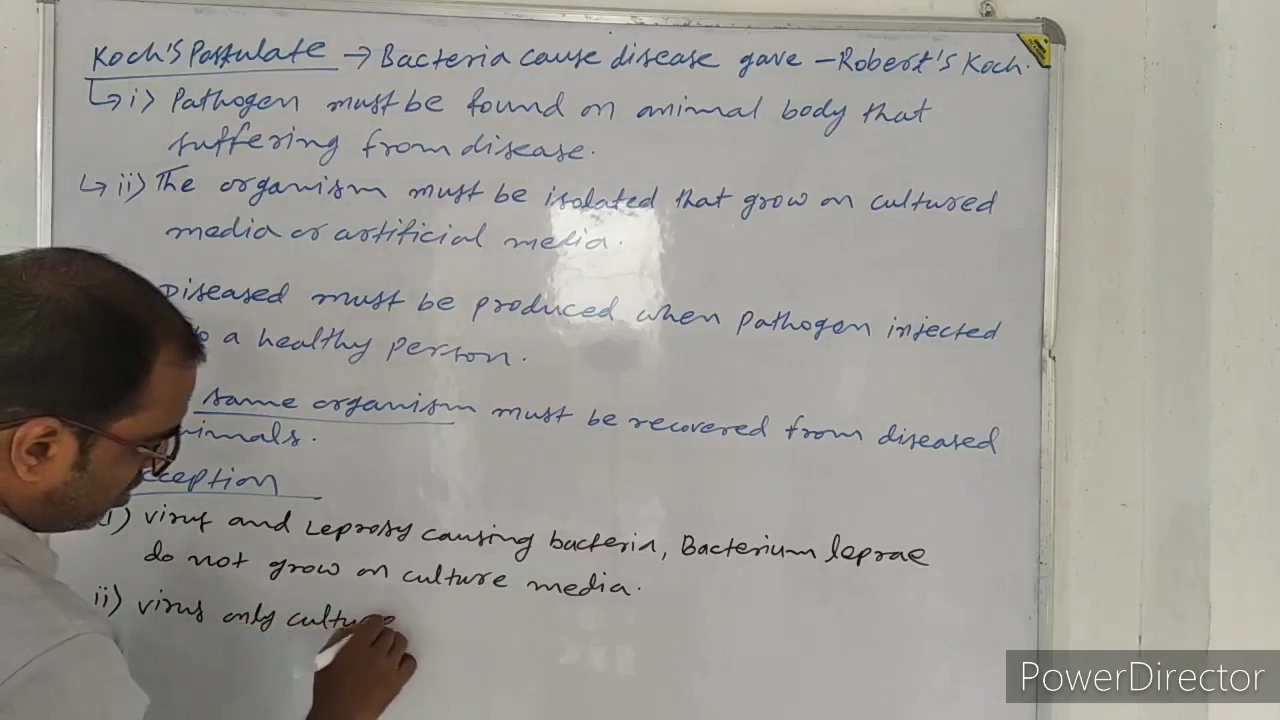 Koch's Postulate → Bacteria cause disease gave - Robert's Koch.
↳ i) Pathogen must be found on animal body that
suffering from disease.
↳ ii) The organism must be isolated that grow on cultured
media or artificial media.
Diseased must be produced when pathogen injected
to a healthy person.
same organism must be recovered from diseased
nimals.
cception
i) virus and Leprosy causing bacteria, Bacterium leprae
do not grow on culture media.
ii) virus only
PowerDirector